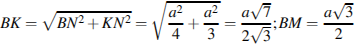 BK = √(BN² + KN²) = √(a²/4 + a²/3) = a√7/(2√3); BM = a√3/2